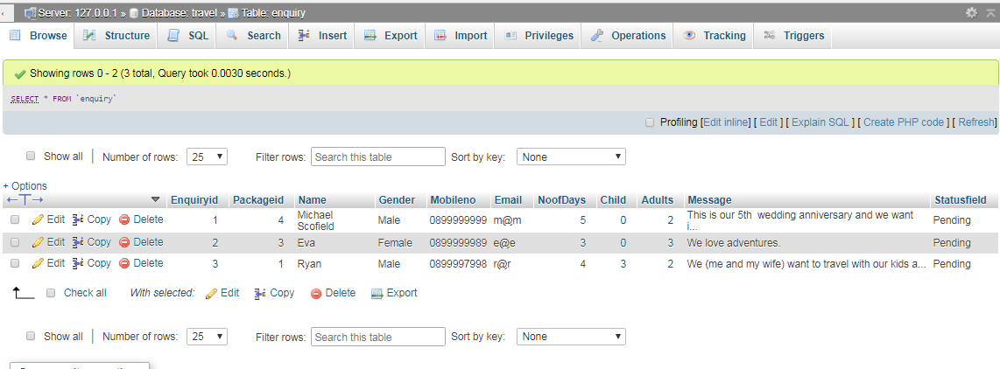 Server: 127.0.0.1 » Database: travel » Table: enquiry
Browse Structure SQL Search Insert Export Import Privileges Operations Tracking Triggers
Showing rows 0 - 2 (3 total, Query took 0.0030 seconds.)
SELECT * FROM `enquiry`
Profiling [Edit inline] [ Edit ] [ Explain SQL ] [ Create PHP code ] [ Refresh]
Show all Number of rows: 25 Filter rows: Search this table Sort by key: None
+ Options
Enquiryid Packageid Name Gender Mobileno Email NoofDays Child Adults Message Statusfield
Edit Copy Delete 1 4 Michael Scofield Male 0899999999 m@m 5 0 2 This is our 5th  wedding anniversary and we want i... Pending
Edit Copy Delete 2 3 Eva Female 0899999989 e@e 3 0 3 We love adventures. Pending
Edit Copy Delete 3 1 Ryan Male 0899997998 r@r 4 3 2 We (me and my wife) want to travel with our kids a... Pending
Check all With selected: Edit Copy Delete Export
Show all Number of rows: 25 Filter rows: Search this table Sort by key: None